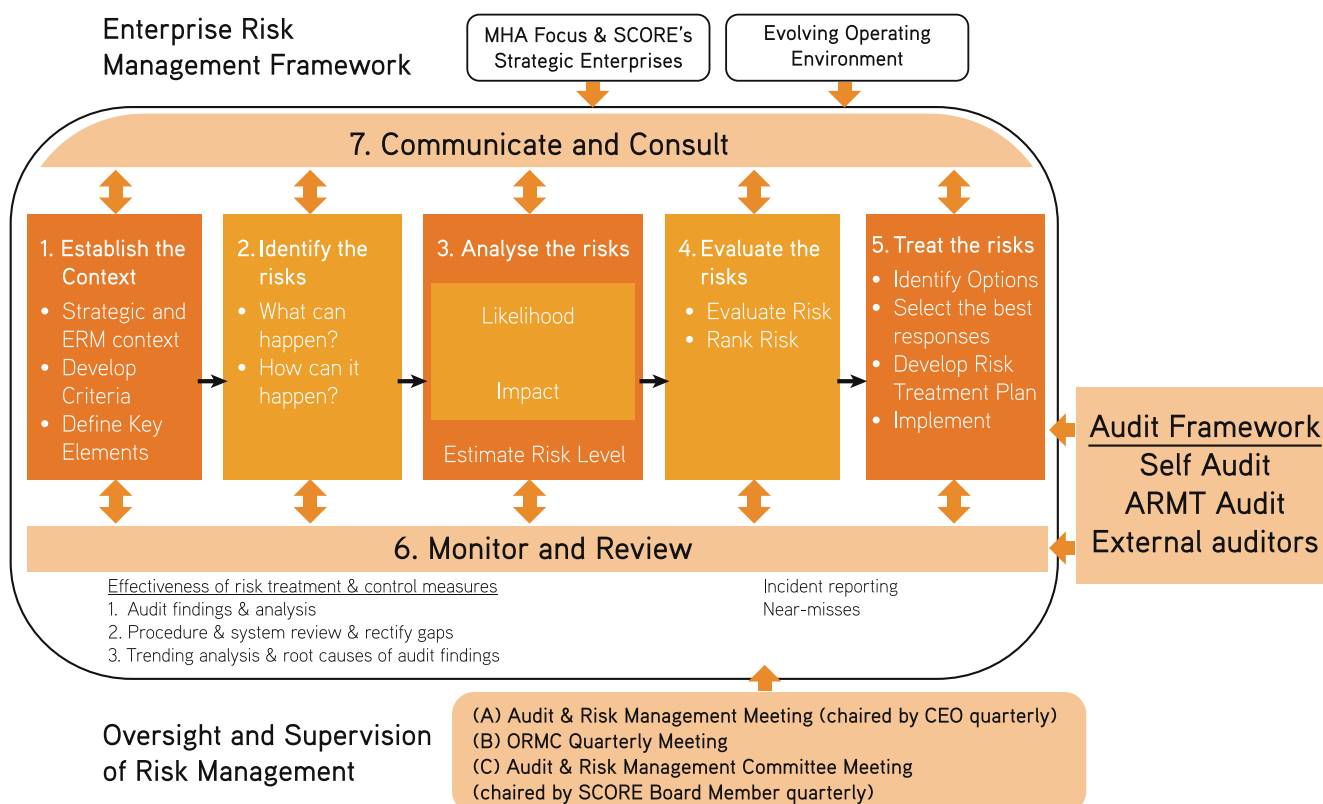 Enterprise Risk
Management Framework
MHA Focus & SCORE's
Strategic Enterprises
Evolving Operating
Environment
7. Communicate and Consult
1. Establish the
Context
• Strategic and
ERM context
• Develop
Criteria
• Define Key
Elements
2. Identify the
risks
• What can
happen?
• How can it
happen?
3. Analyse the risks
Likelihood
Impact
Estimate Risk Level
4. Evaluate the
risks
• Evaluate Risk
• Rank Risk
5. Treat the risks
• Identify Options
• Select the best
responses
• Develop Risk
Treatment Plan
• Implement
Audit Framework
Self Audit
ARMT Audit
External auditors
6. Monitor and Review
Effectiveness of risk treatment & control measures
1. Audit findings & analysis
2. Procedure & system review & rectify gaps
3. Trending analysis & root causes of audit findings
Incident reporting
Near-misses
Oversight and Supervision
of Risk Management
(A) Audit & Risk Management Meeting (chaired by CEO quarterly)
(B) ORMC Quarterly Meeting
(C) Audit & Risk Management Committee Meeting
(chaired by SCORE Board Member quarterly)